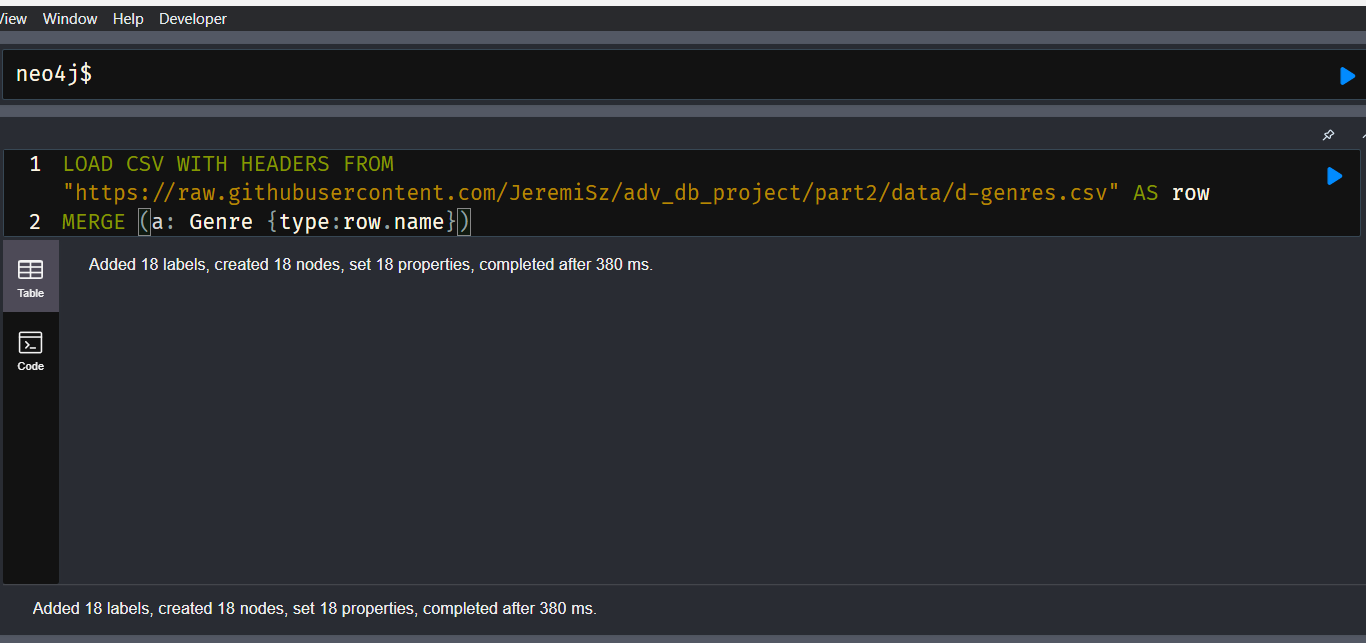 View Window Help Developer
neo4j$
1 LOAD CSV WITH HEADERS FROM
"https://raw.githubusercontent.com/JeremiSz/adv_db_project/part2/data/d-genres.csv" AS row
2 MERGE (a: Genre {type:row.name})
Added 18 labels, created 18 nodes, set 18 properties, completed after 380 ms.
Table
Code
Added 18 labels, created 18 nodes, set 18 properties, completed after 380 ms.